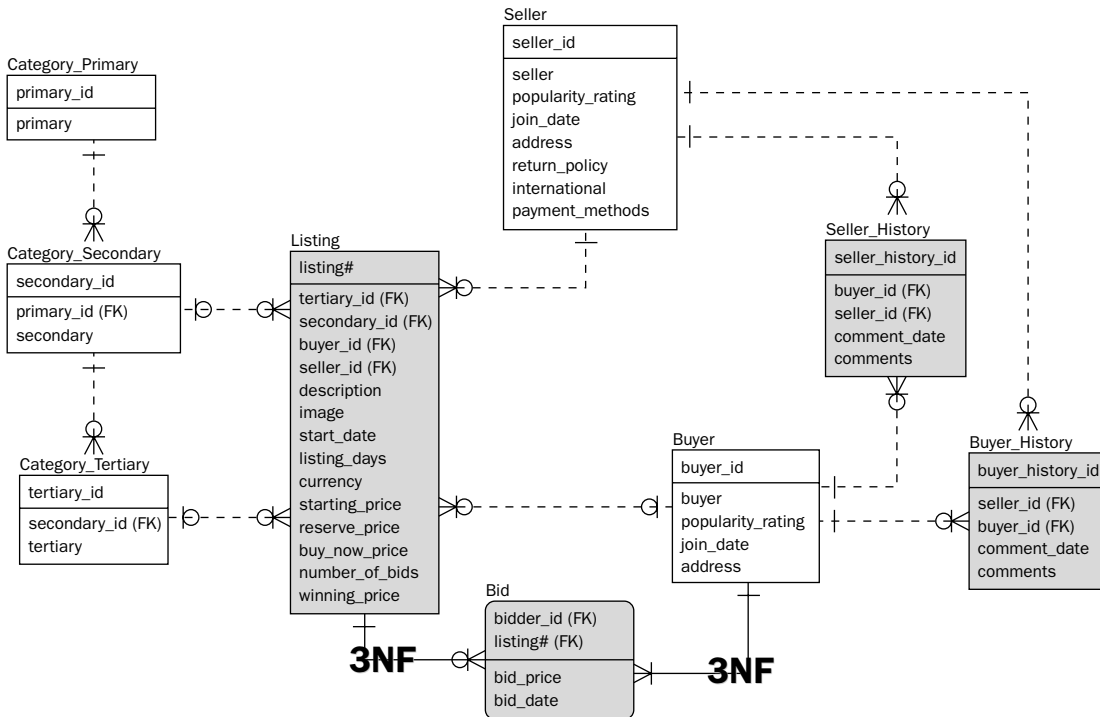 Seller
seller_id
seller
popularity_rating
join_date
address
return_policy
international
payment_methods
Category_Primary
primary_id
primary
Category_Secondary
secondary_id
primary_id (FK)
secondary
Category_Tertiary
tertiary_id
secondary_id (FK)
tertiary
Listing
listing#
tertiary_id (FK)
secondary_id (FK)
buyer_id (FK)
seller_id (FK)
description
image
start_date
listing_days
currency
starting_price
reserve_price
buy_now_price
number_of_bids
winning_price
Seller_History
seller_history_id
buyer_id (FK)
seller_id (FK)
comment_date
comments
Buyer
buyer_id
buyer
popularity_rating
join_date
address
Buyer_History
buyer_history_id
seller_id (FK)
buyer_id (FK)
comment_date
comments
Bid
bidder_id (FK)
listing# (FK)
bid_price
bid_date
3NF
3NF